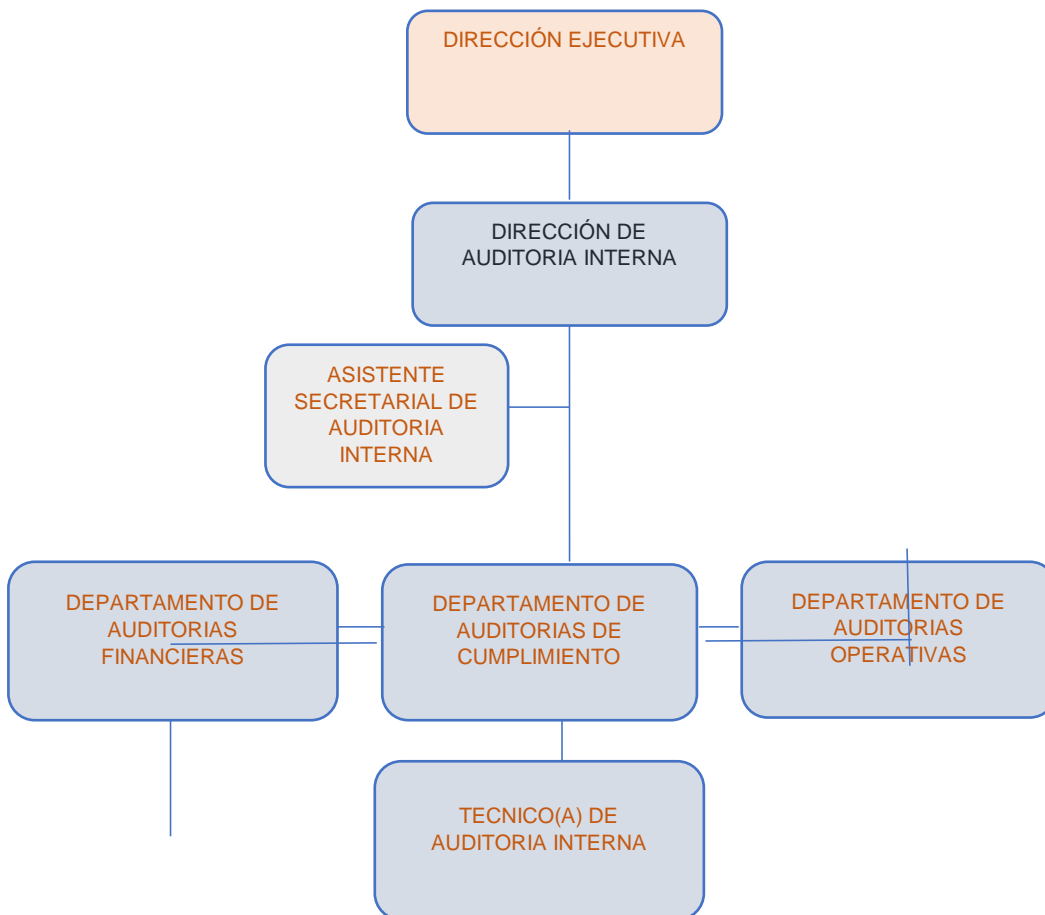 DIRECCIÓN EJECUTIVA
DIRECCIÓN DE
AUDITORIA INTERNA
ASISTENTE
SECRETARIAL DE
AUDITORIA
INTERNA
DEPARTAMENTO DE
AUDITORIAS
FINANCIERAS
DEPARTAMENTO DE
AUDITORIAS DE
CUMPLIMIENTO
DEPARTAMENTO DE
AUDITORIAS
OPERATIVAS
TECNICO(A) DE
AUDITORIA INTERNA